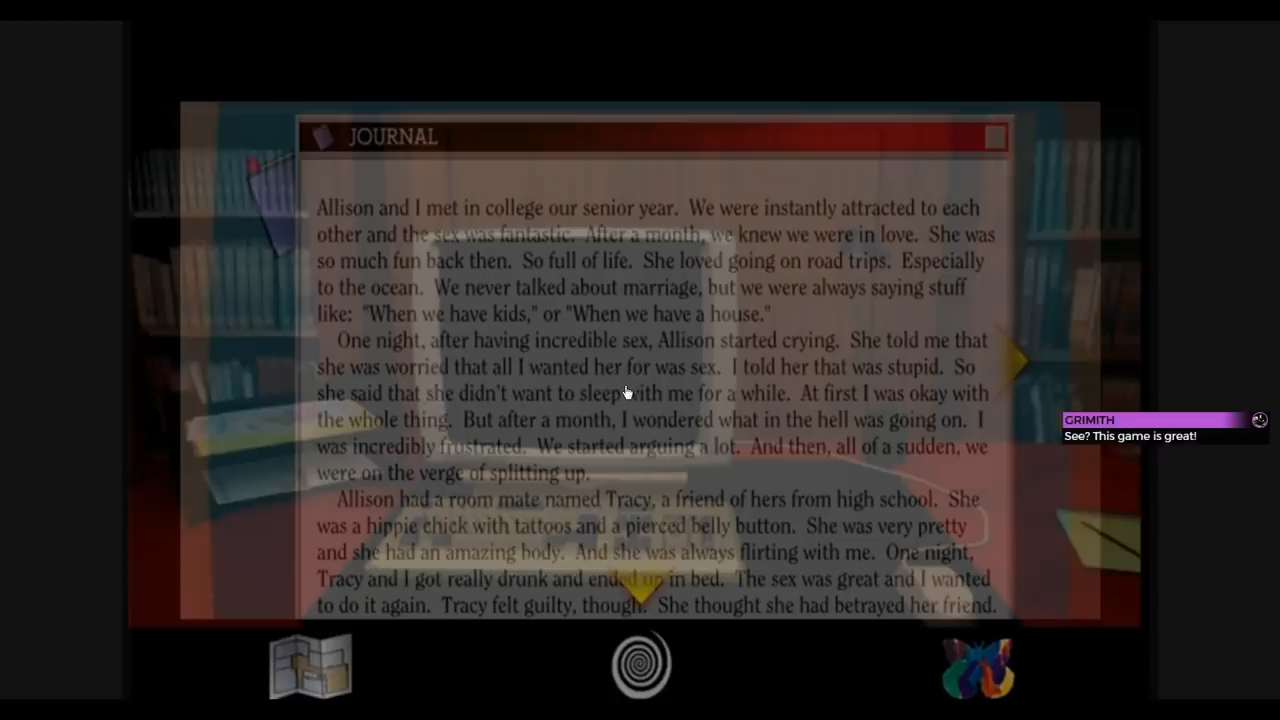 JOURNAL
Allison and I met in college our senior year. We were instantly attracted to each
other and the sex was fantastic. After a month, we knew we were in love. She was
so much fun back then. So full of life. She loved going on road trips. Especially
to the ocean. We never talked about marriage, but we were always saying stuff
like: "When we have kids," or "When we have a house."
One night, after having incredible sex, Allison started crying. She told me that
she was worried that all I wanted her for was sex. I told her that was stupid. So
she said that she didn't want to sleep with me for a while. At first I was okay with
the whole thing. But after a month, I wondered what in the hell was going on. I
was incredibly frustrated. We started arguing a lot. And then, all of a sudden, we
were on the verge of splitting up.
Allison had a room mate named Tracy, a friend of hers from high school. She
was a hippie chick with tattoos and a pierced belly button. She was very pretty
and she had an amazing body. And she was always flirting with me. One night,
Tracy and I got really drunk and ended up in bed. The sex was great and I wanted
to do it again. Tracy felt guilty, though. She thought she had betrayed her friend.
GRIMITH
See? This game is great!